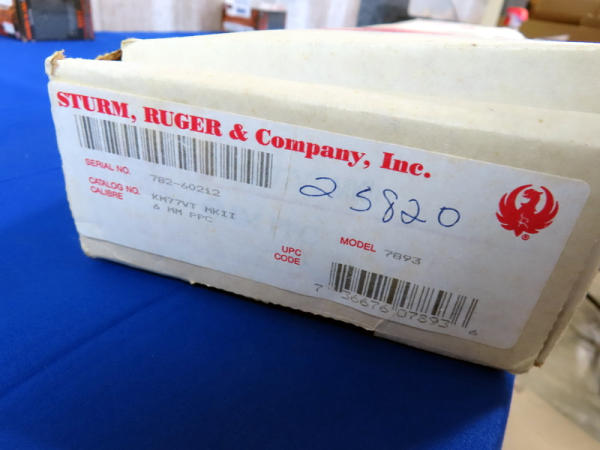 STURM, RUGER & Company, Inc.
SERIAL NO. 782-60212
25820
CATALOG NO. KM77VT MKII
CALIBRE 6 MM PPC
MODEL 7893
UPC
CODE
7 36676 07893 6
®